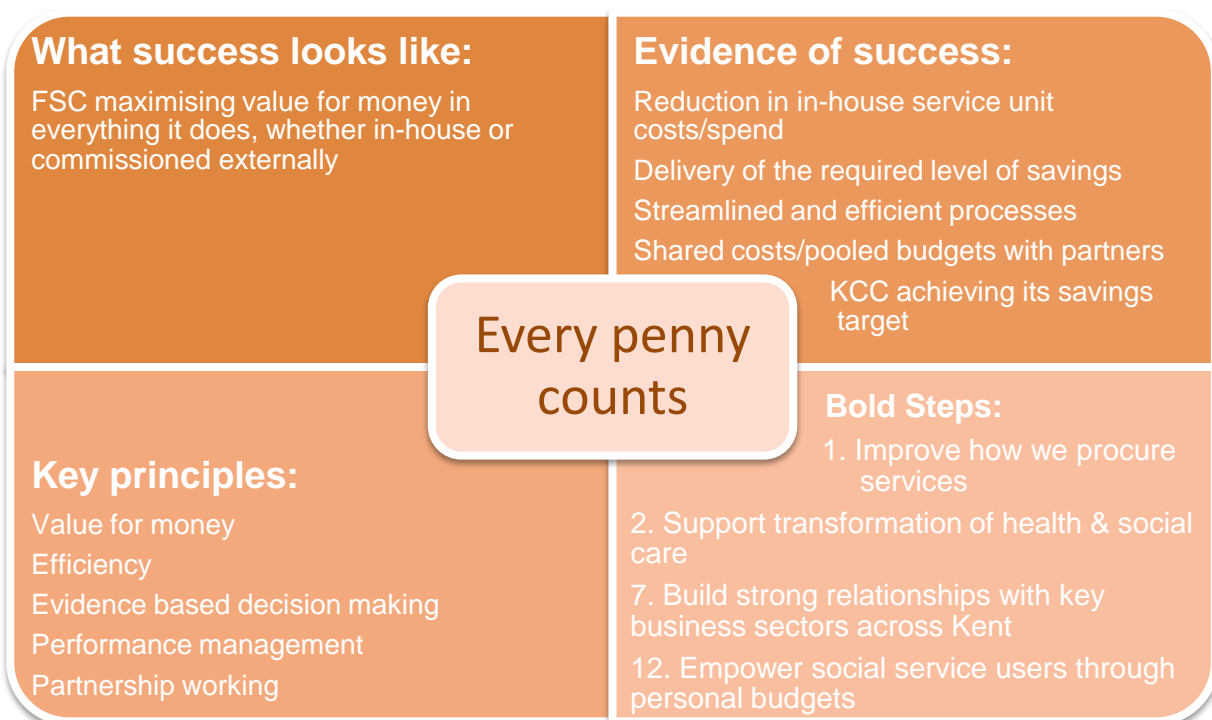 What success looks like:
FSC maximising value for money in
everything it does, whether in-house or
commissioned externally
Evidence of success:
Reduction in in-house service unit
costs/spend
Delivery of the required level of savings
Streamlined and efficient processes
Shared costs/pooled budgets with partners
KCC achieving its savings
target
Every penny
counts
Key principles:
Value for money
Efficiency
Evidence based decision making
Performance management
Partnership working
Bold Steps:
1. Improve how we procure
services
2. Support transformation of health & social
care
7. Build strong relationships with key
business sectors across Kent
12. Empower social service users through
personal budgets